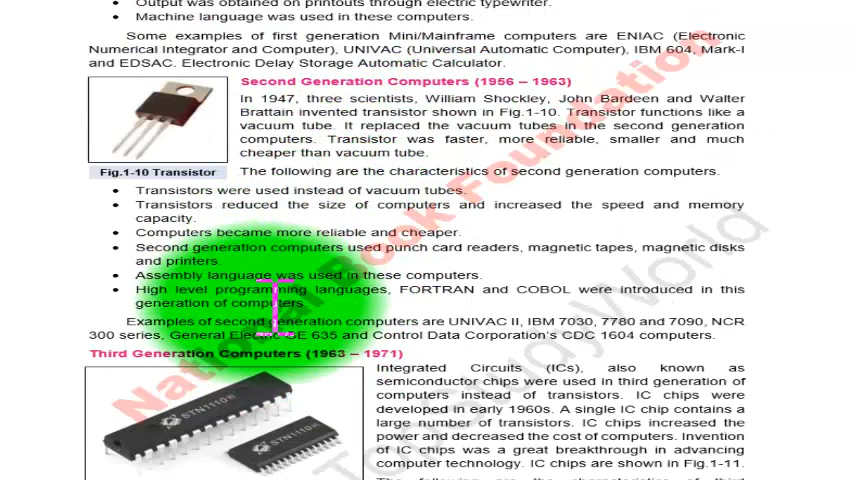 • Output was obtained on printouts through electric typewriter.
• Machine language was used in these computers.
Some examples of first generation Mini/Mainframe computers are ENIAC (Electronic
Numerical Integrator and Computer), UNIVAC (Universal Automatic Computer), IBM 604, Mark-I
and EDSAC. Electronic Delay Storage Automatic Calculator.
Second Generation Computers (1956 – 1963)
In 1947, three scientists, William Shockley, John Bardeen and Walter
Brattain invented transistor shown in Fig.1-10. Transistor functions like a
vacuum tube. It replaced the vacuum tubes in the second generation
computers. Transistor was faster, more reliable, smaller and much
cheaper than vacuum tube.
Fig.1-10 Transistor
The following are the characteristics of second generation computers.
• Transistors were used instead of vacuum tubes.
• Transistors reduced the size of computers and increased the speed and memory
capacity.
• Computers became more reliable and cheaper.
• Second generation computers used punch card readers, magnetic tapes, magnetic disks
and printers.
• Assembly language was used in these computers.
• High level programming languages, FORTRAN and COBOL were introduced in this
generation of computers.
Examples of second generation computers are UNIVAC II, IBM 7030, 7780 and 7090, NCR
300 series, General Electric GE 635 and Control Data Corporation's CDC 1604 computers.
Third Generation Computers (1963 – 1971)
STN1110
STN1110
Integrated Circuits (ICs), also known as
semiconductor chips were used in third generation of
computers instead of transistors. IC chips were
developed in early 1960s. A single IC chip contains a
large number of transistors. IC chips increased the
power and decreased the cost of computers. Invention
of IC chips was a great breakthrough in advancing
computer technology. IC chips are shown in Fig.1-11.
The following are the characteristics of third
National Book Foundation
TopStudyWorld